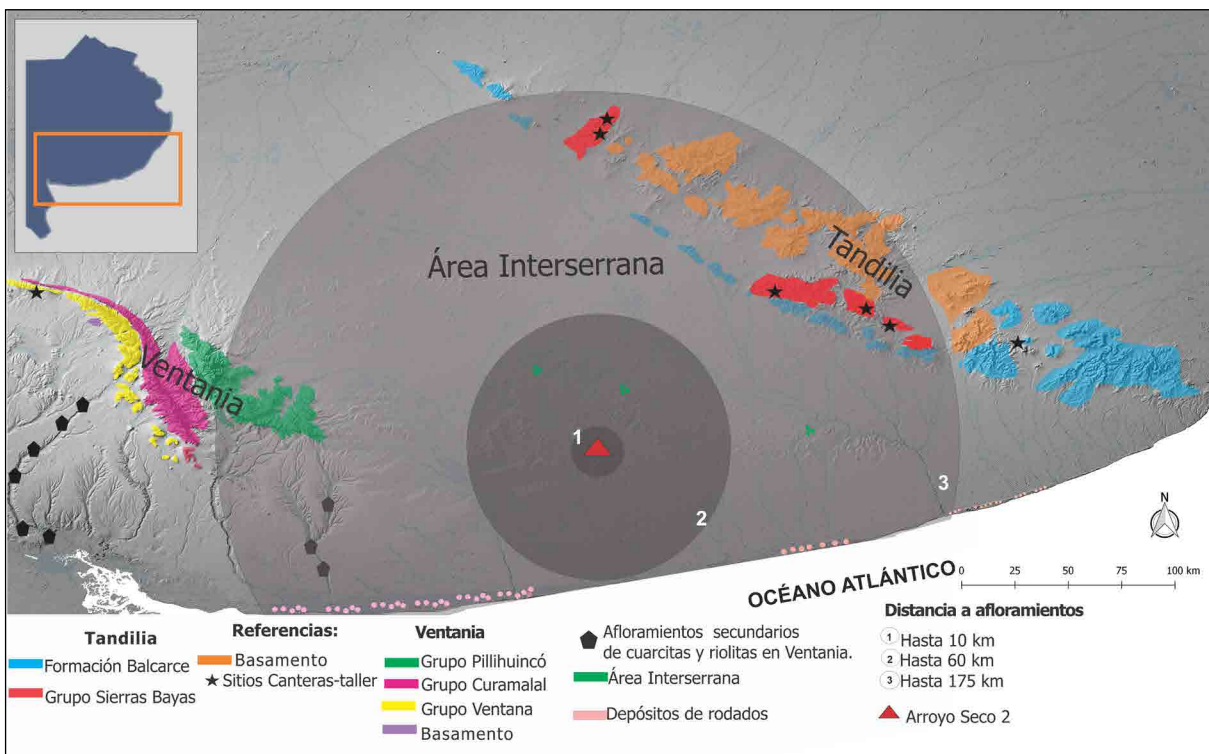 Área Interserrana
Tandilia
Ventania
1
2
3
N
OCÉANO ATLÁNTICO
0 25 50 75 100 km
Tandilia
Formación Balcarce
Grupo Sierras Bayas
Referencias:
Basamento
Sitios Canteras-taller
Ventania
Grupo Pillihuincó
Grupo Curamalal
Grupo Ventana
Basamento
Afloramientos secundarios
de cuarcitas y riolitas en Ventania.
Área Interserrana
Depósitos de rodados
Distancia a afloramientos
1 Hasta 10 km
2 Hasta 60 km
3 Hasta 175 km
Arroyo Seco 2